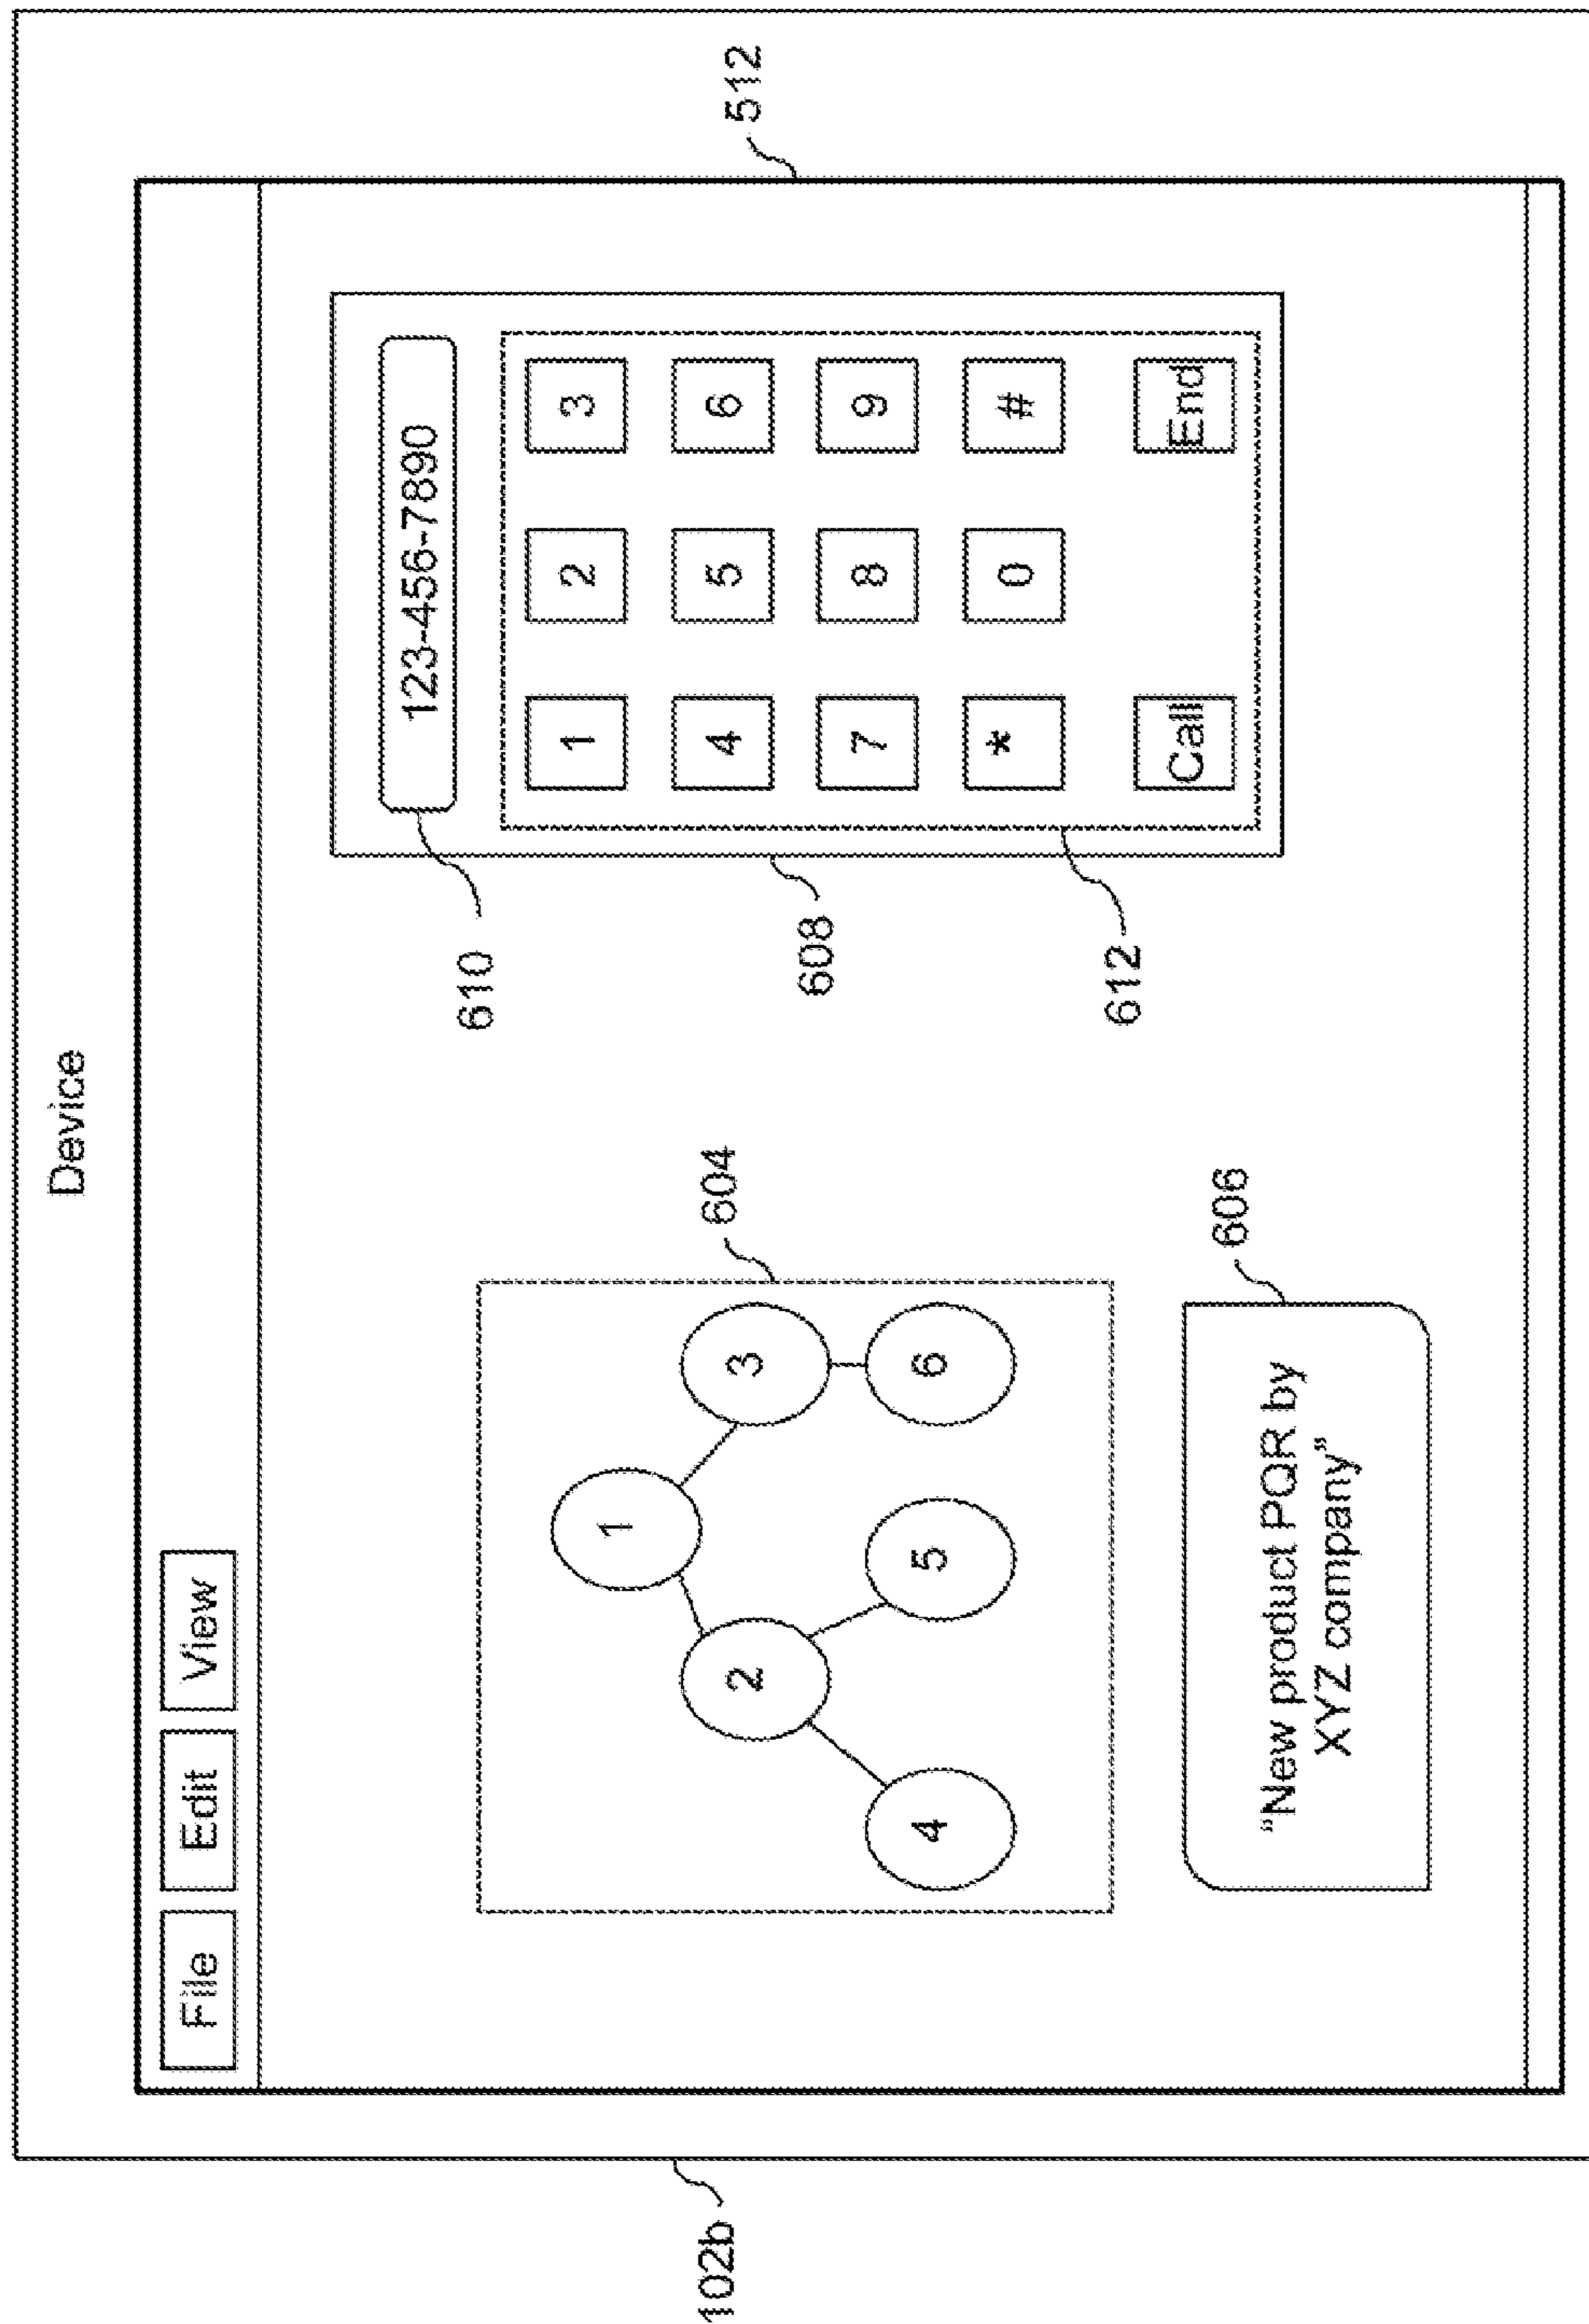 Device
File Edit View
512
610
123-456-7890
1 2 3
4 5 6
7 8 9
* 0 #
Call End
608
612
604
1
2 3
4 5 6
606
“New product PQR by
XYZ company”
102b